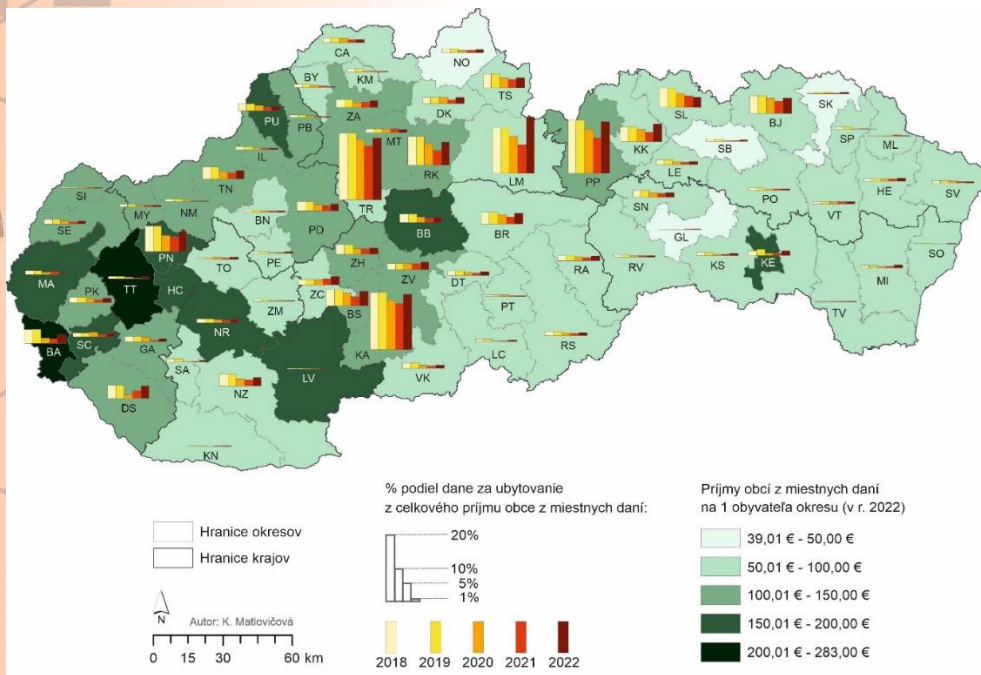 CA
NO
BY
KM
TS
PU
ZA
DK
SL
BJ
SK
PB
MT
KK
SB
SP
ML
IL
RK
LM
PP
LE
TN
TR
PO
HE
SV
SI
MY
NM
BN
PD
BB
BR
SN
VT
SE
GL
PN
TO
PE
ZH
ZV
RA
RV
KS
KE
SO
MA
TT
HC
ZC
DT
MI
PK
ZM
BS
PT
TV
BA
SC
GA
NR
KA
LC
RS
SA
LV
VK
DS
NZ
KN
% podiel dane za ubytovanie
z celkového príjmu obce z miestnych daní:
20%
10%
5%
1%
2018 2019 2020 2021 2022
Príjmy obcí z miestnych daní
na 1 obyvateľa okresu (v r. 2022)
39,01 € - 50,00 €
50,01 € - 100,00 €
100,01 € - 150,00 €
150,01 € - 200,00 €
200,01 € - 283,00 €
Hranice okresov
Hranice krajov
N
Autor: K. Matlovičová
0 15 30 60 km